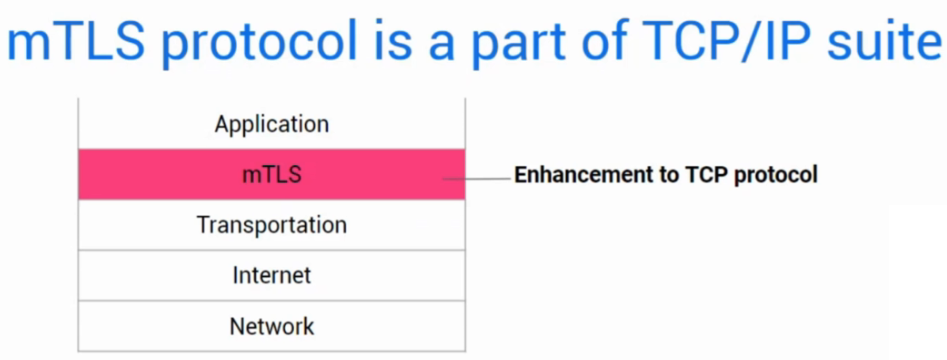 mTLS protocol is a part of TCP/IP suite
Application
mTLS
Enhancement to TCP protocol
Transportation
Internet
Network